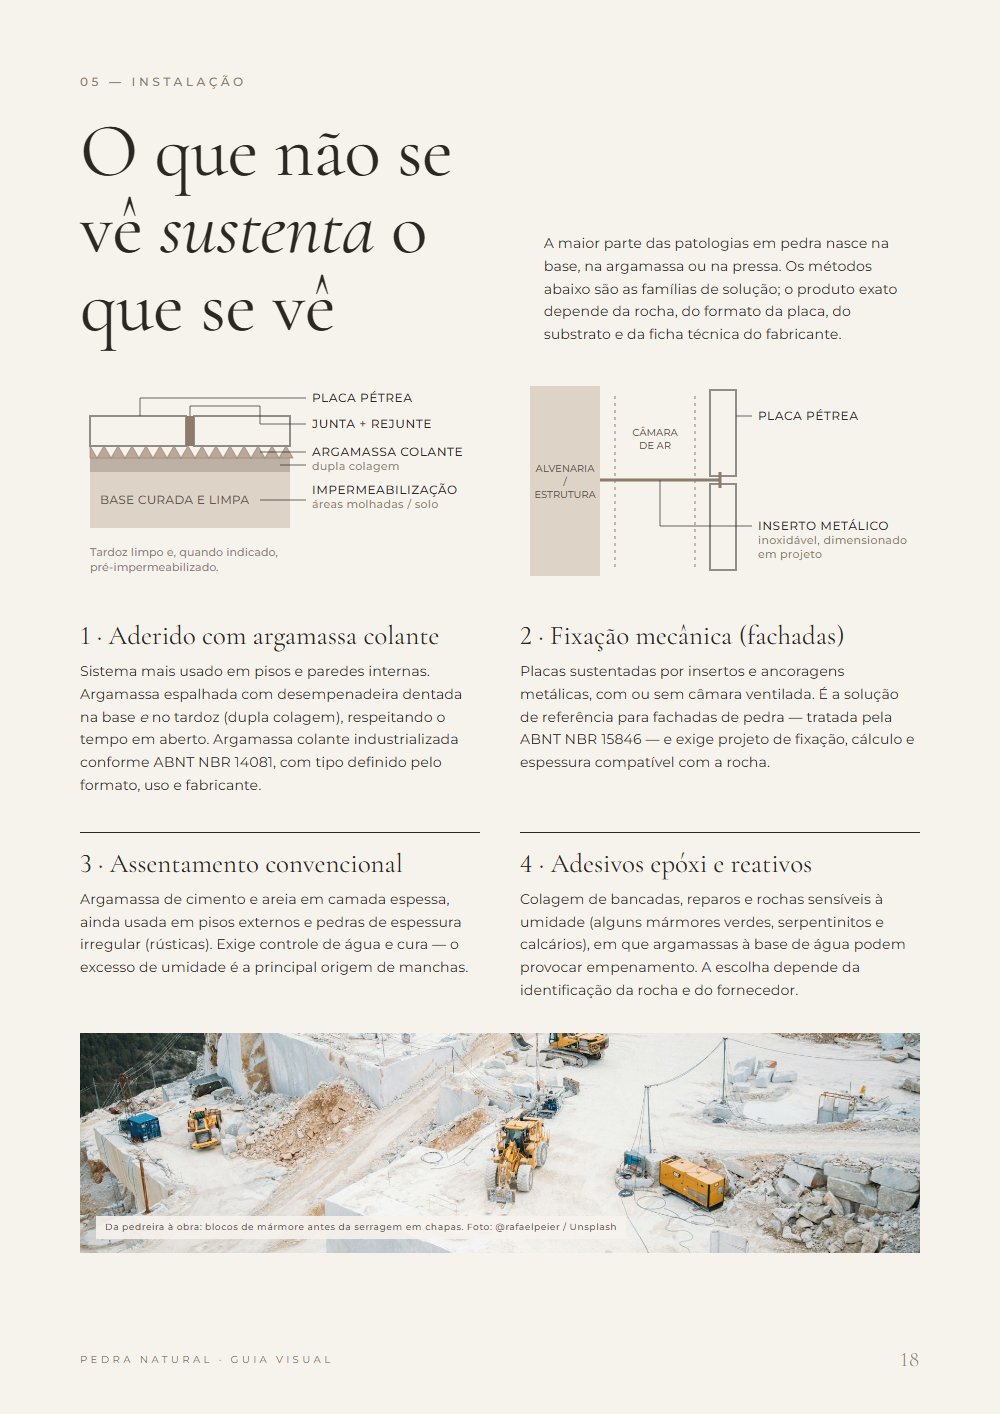 05 — INSTALAÇÃO
O que não se
vê sustenta o
que se vê
A maior parte das patologias em pedra nasce na
base, na argamassa ou na pressa. Os métodos
abaixo são as famílias de solução; o produto exato
depende da rocha, do formato da placa, do
substrato e da ficha técnica do fabricante.
PLACA PÉTREA
JUNTA + REJUNTE
ARGAMASSA COLANTE
dupla colagem
IMPERMEABILIZAÇÃO
áreas molhadas / solo
BASE CURADA E LIMPA
Tardoz limpo e, quando indicado,
pré-impermeabilizado.
ALVENARIA
/
ESTRUTURA
CÂMARA
DE AR
PLACA PÉTREA
INSERTO METÁLICO
inoxidável, dimensionado
em projeto
1 · Aderido com argamassa colante
Sistema mais usado em pisos e paredes internas.
Argamassa espalhada com desempenadeira dentada
na base e no tardoz (dupla colagem), respeitando o
tempo em aberto. Argamassa colante industrializada
conforme ABNT NBR 14081, com tipo definido pelo
formato, uso e fabricante.
2 · Fixação mecânica (fachadas)
Placas sustentadas por insertos e ancoragens
metálicas, com ou sem câmara ventilada. É a solução
de referência para fachadas de pedra — tratada pela
ABNT NBR 15846 — e exige projeto de fixação, cálculo e
espessura compatível com a rocha.
3 · Assentamento convencional
Argamassa de cimento e areia em camada espessa,
ainda usada em pisos externos e pedras de espessura
irregular (rústicas). Exige controle de água e cura — o
excesso de umidade é a principal origem de manchas.
4 · Adesivos epóxi e reativos
Colagem de bancadas, reparos e rochas sensíveis à
umidade (alguns mármores verdes, serpentinitos e
calcários), em que argamassas à base de água podem
provocar empenamento. A escolha depende da
identificação da rocha e do fornecedor.
Da pedreira à obra: blocos de mármore antes da serragem em chapas. Foto: @rafaelpeier / Unsplash
PEDRA NATURAL · GUIA VISUAL
18